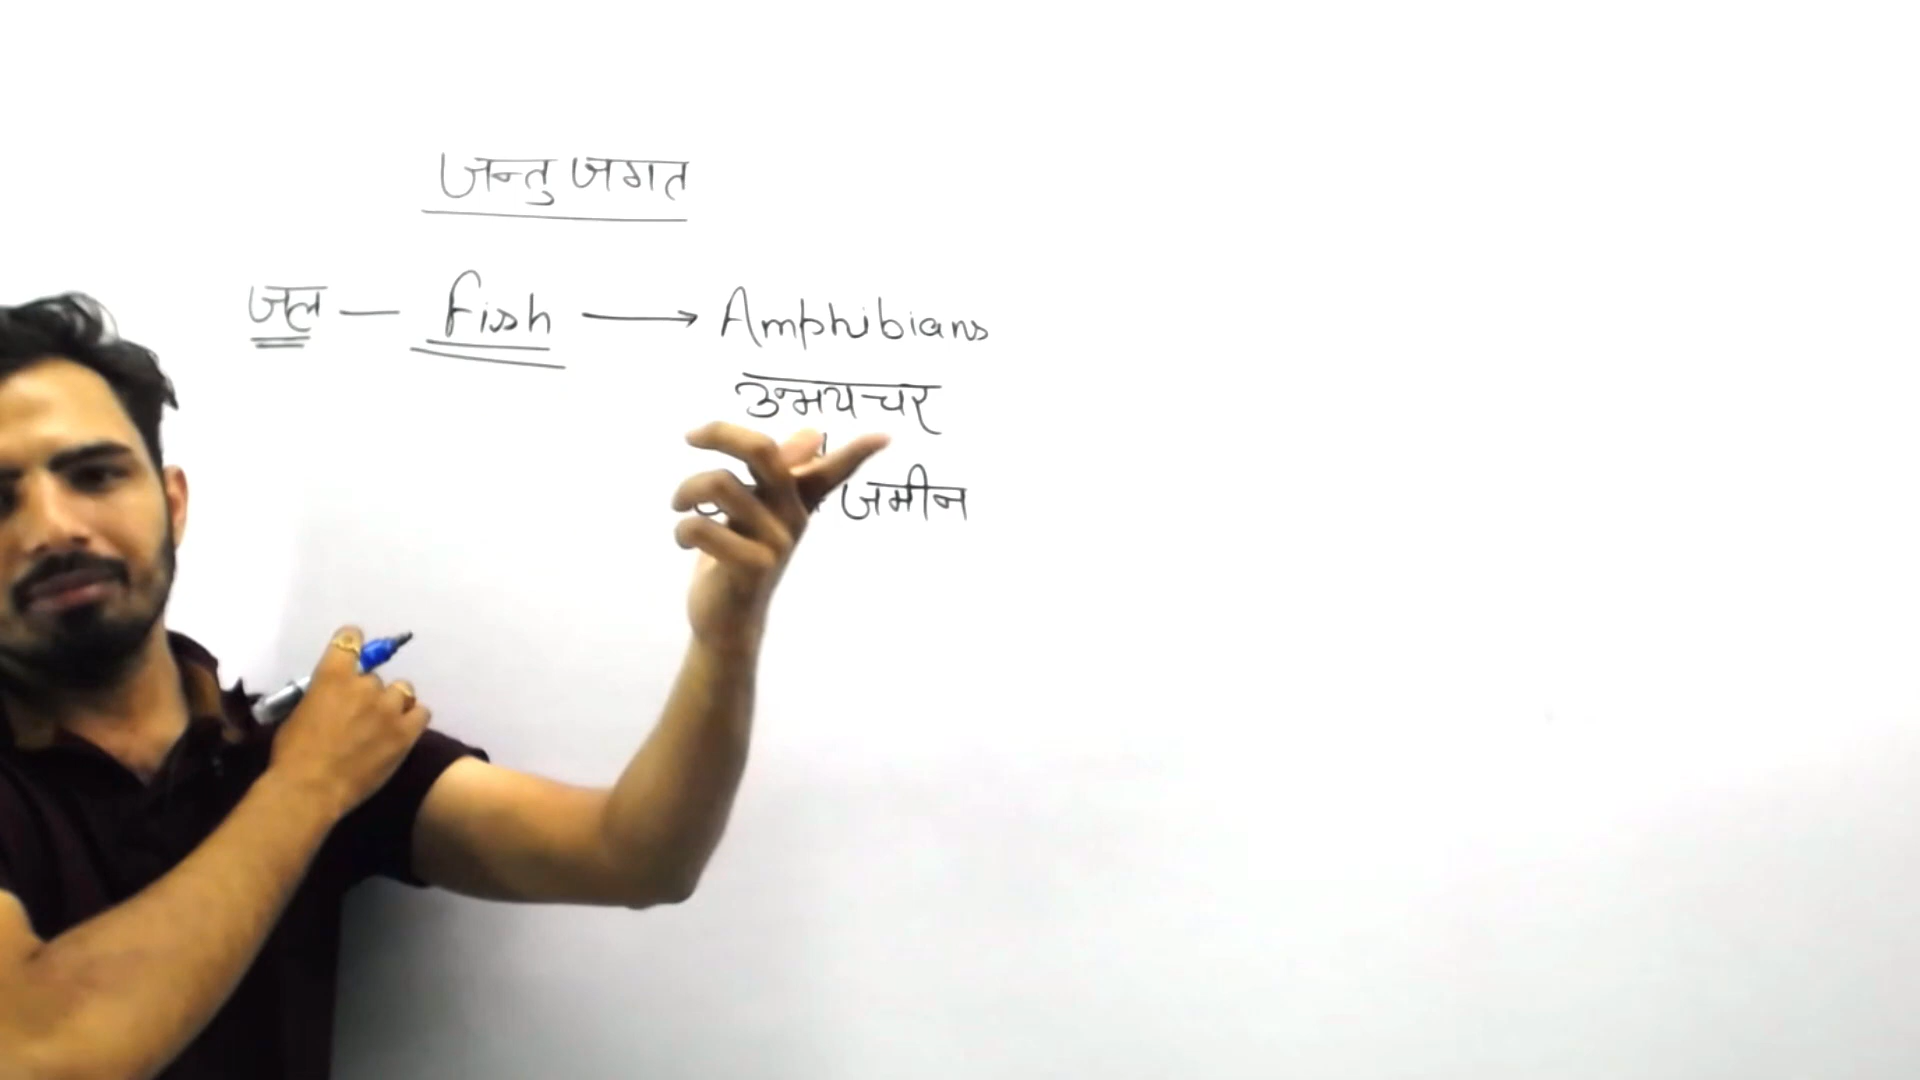 जन्तु जगत
जल — fish → Amphibians
उभयचर
जमीन